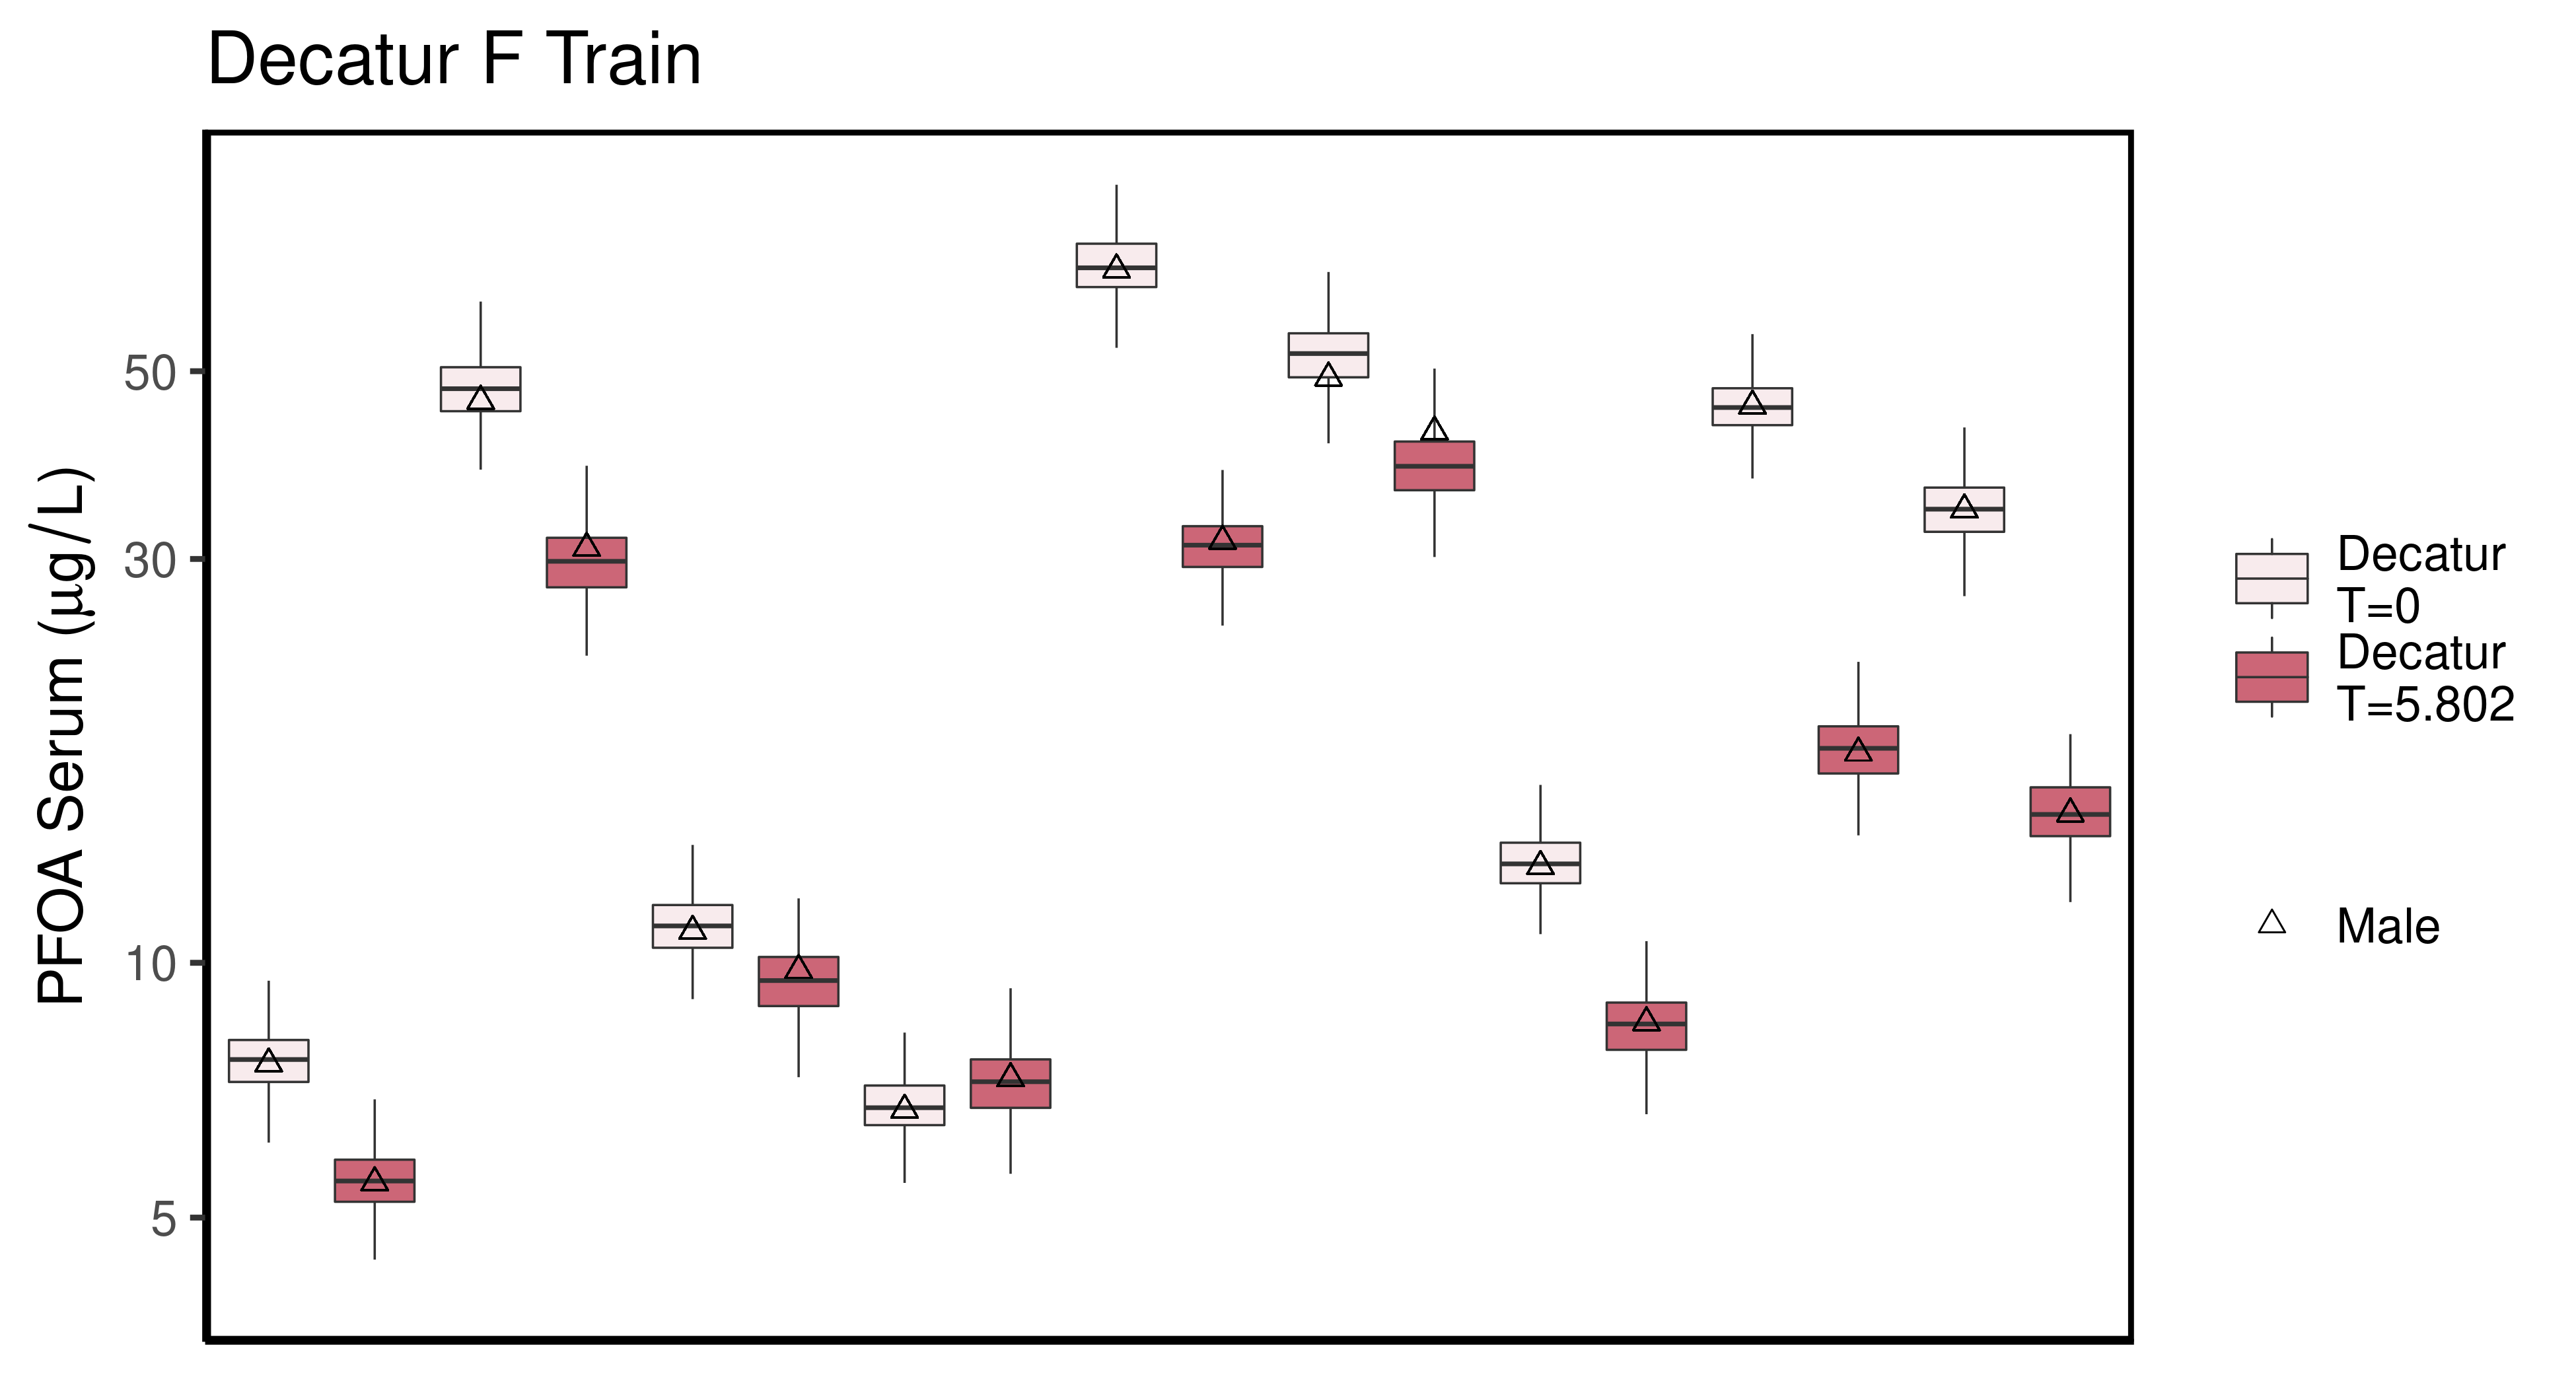 Decatur F Train
PFOA Serum (µg/L)
50
30
10
5
Decatur
T=0
Decatur
T=5.802
Male